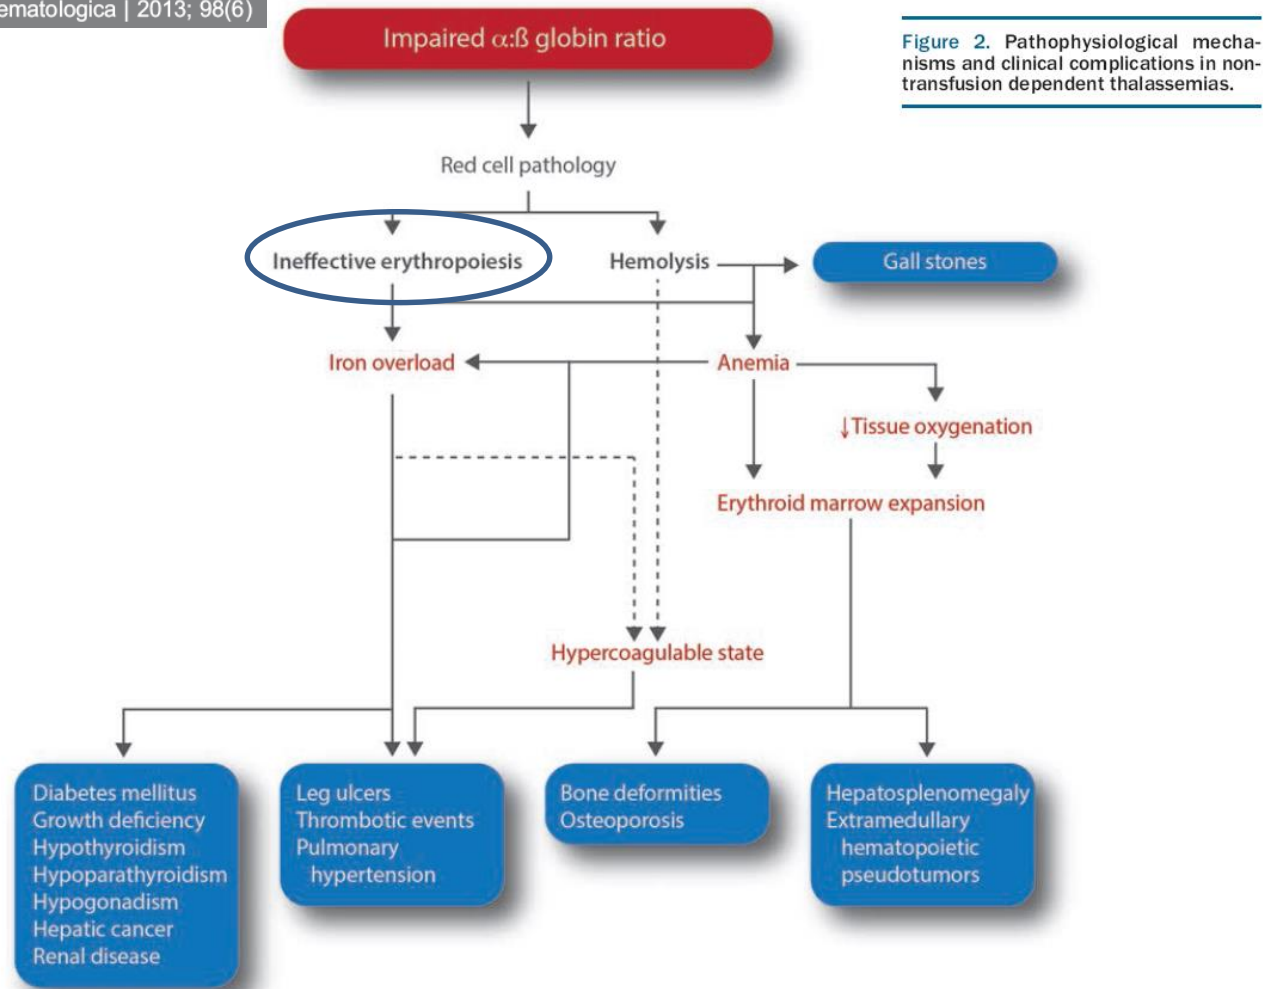 ematologica | 2013; 98(6)
Impaired α:ß globin ratio
Figure 2. Pathophysiological mecha-
nisms and clinical complications in non-
transfusion dependent thalassemias.
Red cell pathology
Ineffective erythropoiesis
Hemolysis
Gall stones
Iron overload
Anemia
↓Tissue oxygenation
Erythroid marrow expansion
Hypercoagulable state
Diabetes mellitus
Growth deficiency
Hypothyroidism
Hypoparathyroidism
Hypogonadism
Hepatic cancer
Renal disease
Leg ulcers
Thrombotic events
Pulmonary
hypertension
Bone deformities
Osteoporosis
Hepatosplenomegaly
Extramedullary
hematopoietic
pseudotumors